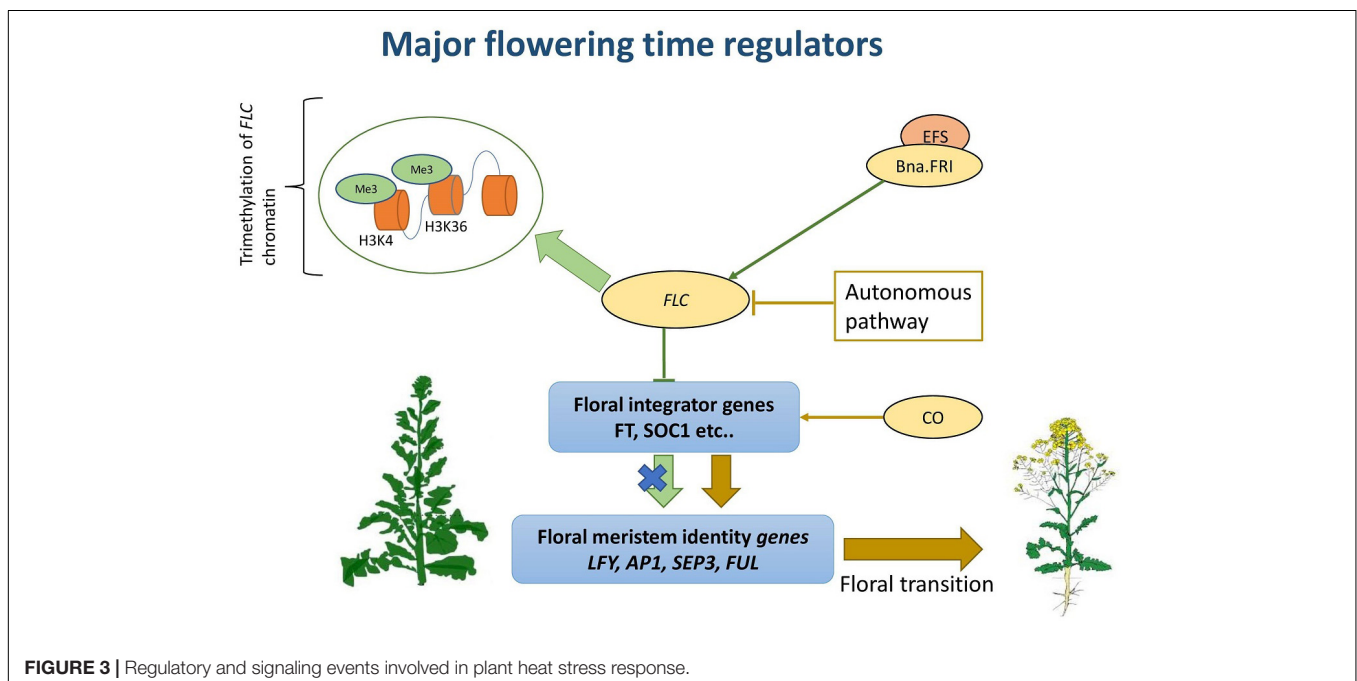 Major flowering time regulators
Trimethylation of FLC
chromatin
Me3
Me3
H3K4
H3K36
EFS
Bna.FRI
FLC
Autonomous
pathway
Floral integrator genes
FT, SOC1 etc..
CO
Floral meristem identity genes
LFY, AP1, SEP3, FUL
Floral transition
FIGURE 3 | Regulatory and signaling events involved in plant heat stress response.